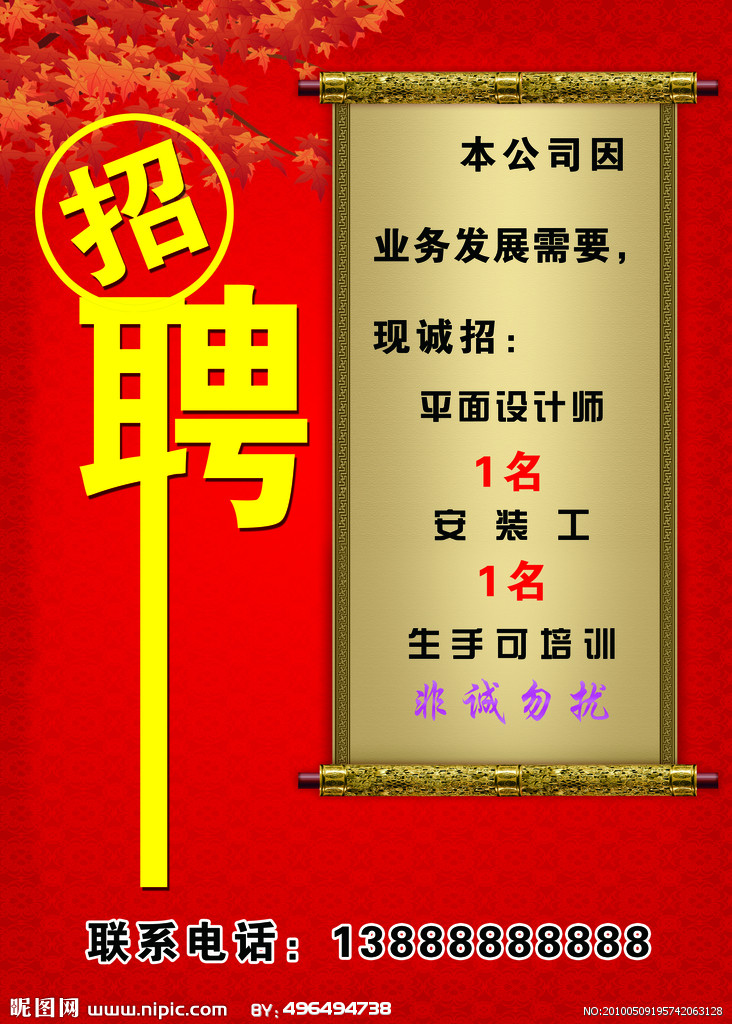 招聘
本公司因
业务发展需要，
现诚招：
平面设计师
1名
安装工
1名
生手可培训
非诚勿扰
联系电话：13888888888
昵图网 www.nipic.com BY：496494738
NO:20100509195742063128